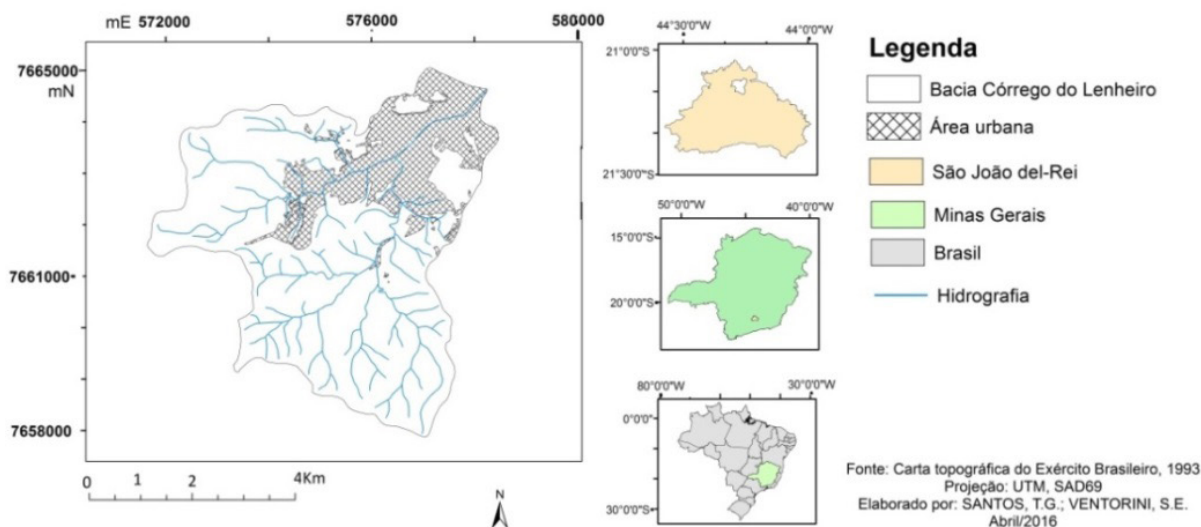 mE 572000 576000 580000
7665000
mN
7661000
7658000
0 1 2 4Km
N
44°30'0"W 44°0'0"W
21°0'0"S
21°30'0"S
50°0'0"W 40°0'0"W
15°0'0"S
20°0'0"S
80°0'0"W 30°0'0"W
0°0'0"S
30°0'0"S
Legenda
Bacia Córrego do Lenheiro
Área urbana
São João del-Rei
Minas Gerais
Brasil
Hidrografia
Fonte: Carta topográfica do Exército Brasileiro, 1993
Projeção: UTM, SAD69
Elaborado por: SANTOS, T.G.; VENTORINI, S.E.
Abril/2016